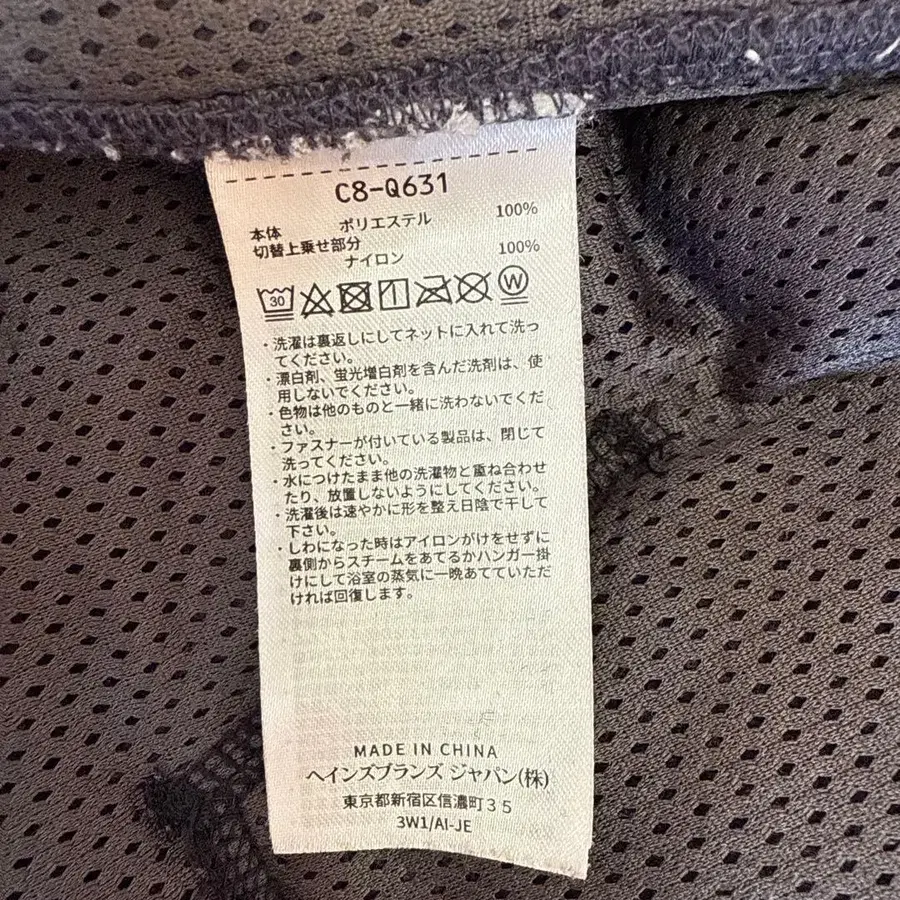 C8-Q631
本体 ポリエステル 100%
切替上乗せ部分
ナイロン 100%
30 W
・洗濯は裏返しにしてネットに入れて洗っ
てください。
・漂白剤、蛍光増白剤を含んだ洗剤は、使
用しないでください。
・色物は他のものと一緒に洗わないでくだ
さい。
・ファスナーが付いている製品は、閉じて
洗ってください。
・水につけたまま他の洗濯物と重ね合わせ
たり、放置しないようにしてください。
・洗濯後は速やかに形を整え日陰で干して
下さい。
・しわになった時はアイロンがけをせずに
裏側からスチームをあてるかハンガー掛
けにして浴室の蒸気に一晩あてていただ
ければ回復します。
MADE IN CHINA
ヘインズブランズ ジャパン(株)
東京都新宿区信濃町35
3W1/AI-JE